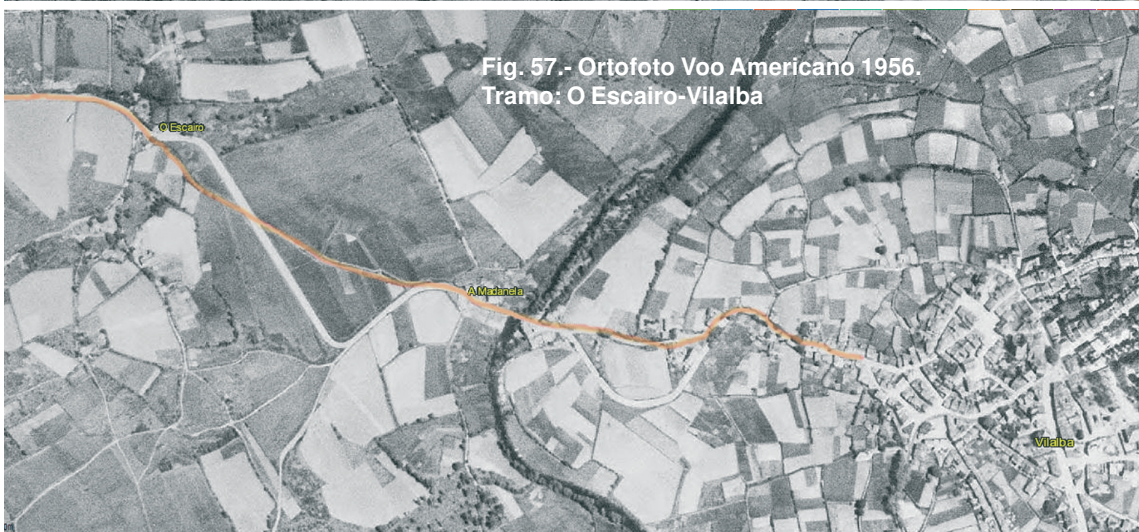 Fig. 57.- Ortofoto Voo Americano 1956.
Tramo: O Escairo-Vilalba
O Escairo
A Madanela
Vilalba